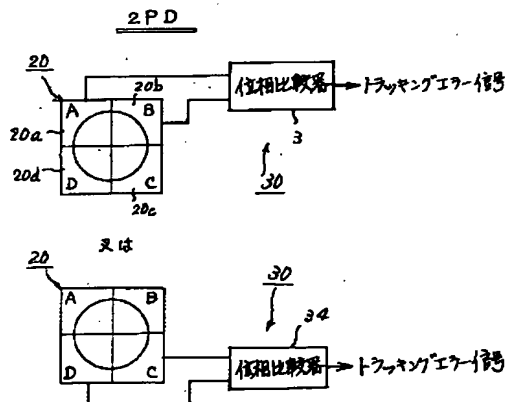 2PD
20
A
20b
B
20a
20d
D
C
20c
位相比較器
トラッキングエラー信号
3
30
又は
20
A
B
D
C
30
34
位相比較器
トラッキングエラー信号